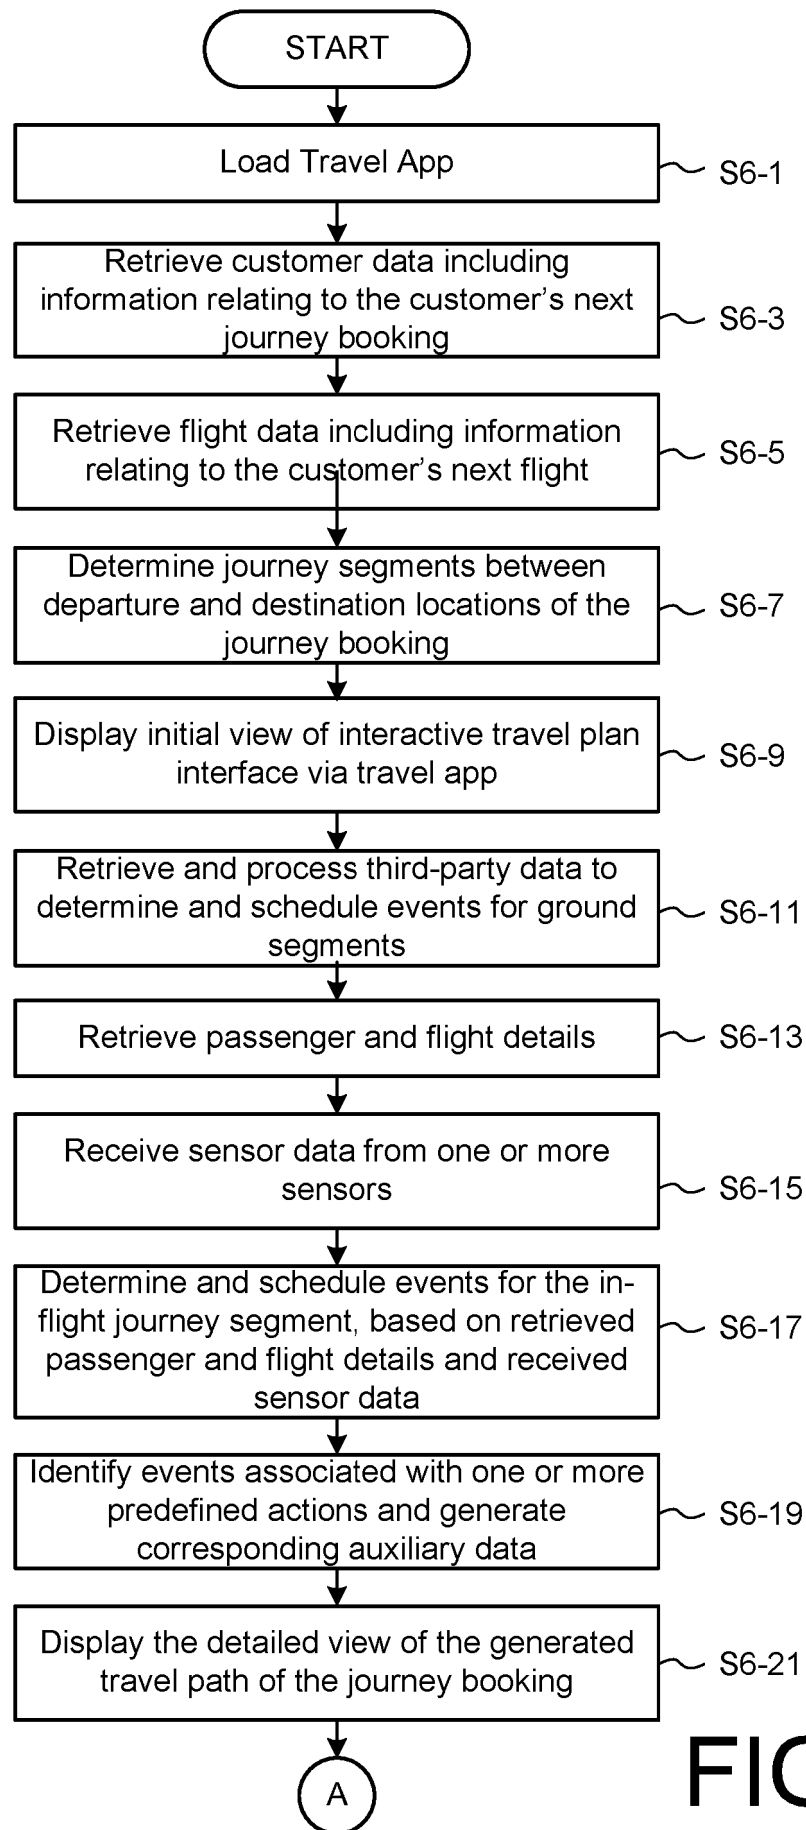 START
Load Travel App
S6-1
Retrieve customer data including
information relating to the customer’s next
journey booking
S6-3
Retrieve flight data including information
relating to the customer’s next flight
S6-5
Determine journey segments between
departure and destination locations of the
journey booking
S6-7
Display initial view of interactive travel plan
interface via travel app
S6-9
Retrieve and process third-party data to
determine and schedule events for ground
segments
S6-11
Retrieve passenger and flight details
S6-13
Receive sensor data from one or more
sensors
S6-15
Determine and schedule events for the in-
flight journey segment, based on retrieved
passenger and flight details and received
sensor data
S6-17
Identify events associated with one or more
predefined actions and generate
corresponding auxiliary data
S6-19
Display the detailed view of the generated
travel path of the journey booking
S6-21
A